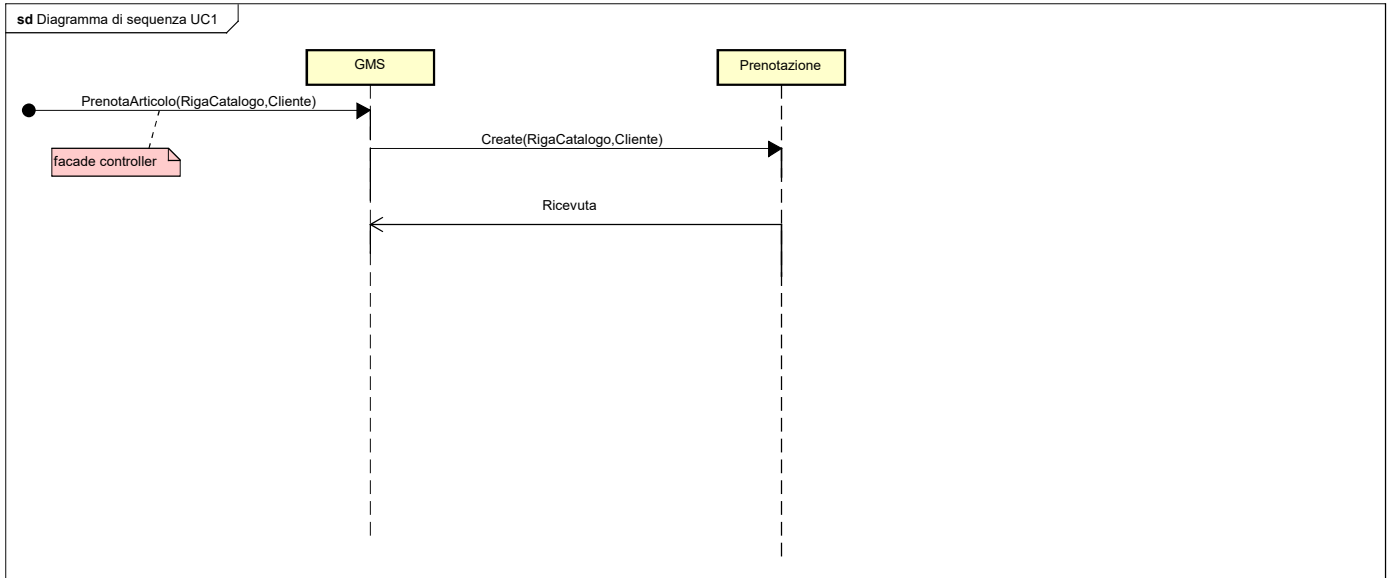 sd Diagramma di sequenza UC1
GMS
Prenotazione
PrenotaArticolo(RigaCatalogo,Cliente)
Create(RigaCatalogo,Cliente)
facade controller
Ricevuta